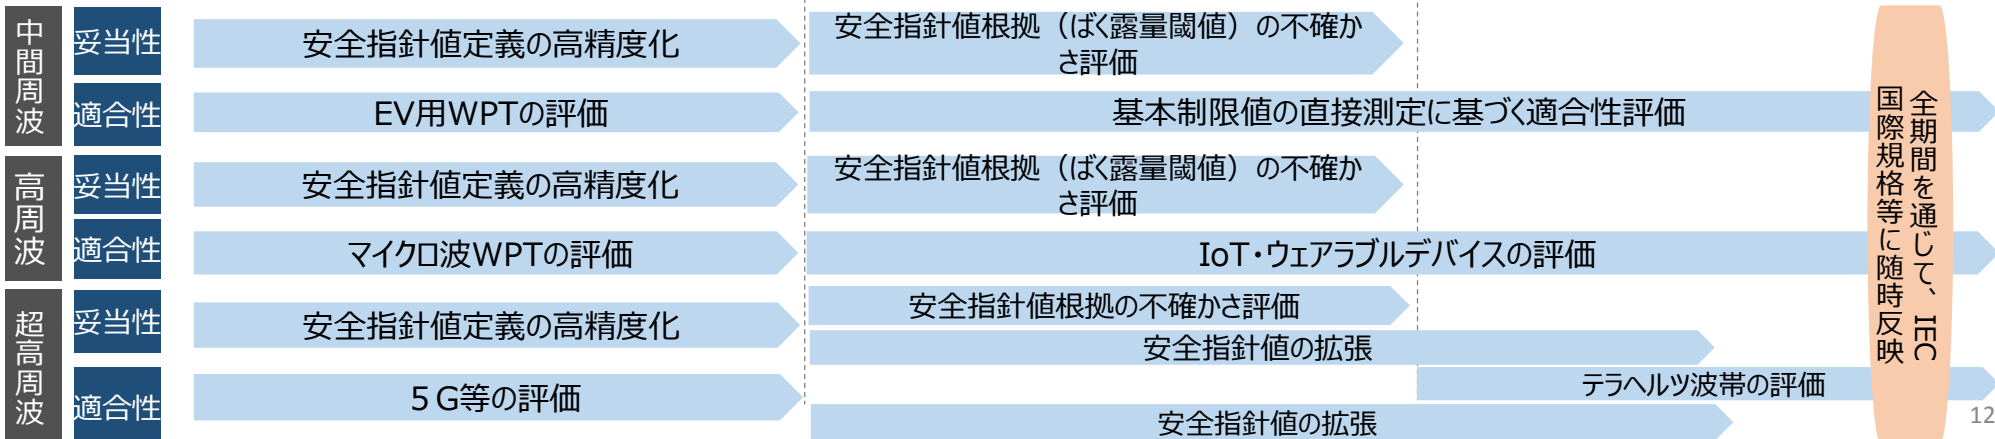 中間周波
妥当性
安全指針値定義の高精度化
安全指針値根拠（ばく露量閾値）の不確か
さ評価
適合性
EV用WPTの評価
基本制限値の直接測定に基づく適合性評価
高周波
妥当性
安全指針値定義の高精度化
安全指針値根拠（ばく露量閾値）の不確か
さ評価
適合性
マイクロ波WPTの評価
IoT・ウェアラブルデバイスの評価
超高周波
妥当性
安全指針値定義の高精度化
安全指針値根拠の不確かさ評価
安全指針値の拡張
適合性
５G等の評価
テラヘルツ波帯の評価
安全指針値の拡張
全期間を通じて、IEC
国際規格等に随時反映
12